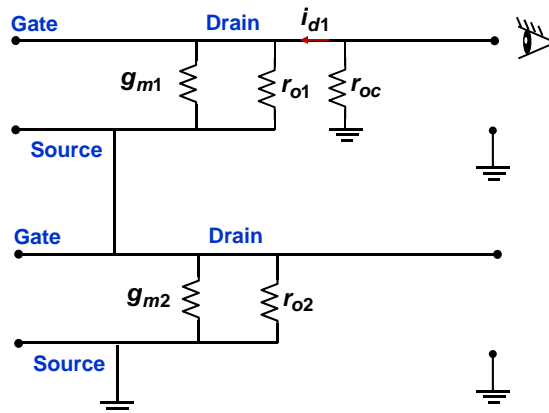 Gate
Drain
i_d1
g_m1
r_o1
r_oc
Source
Gate
Drain
g_m2
r_o2
Source